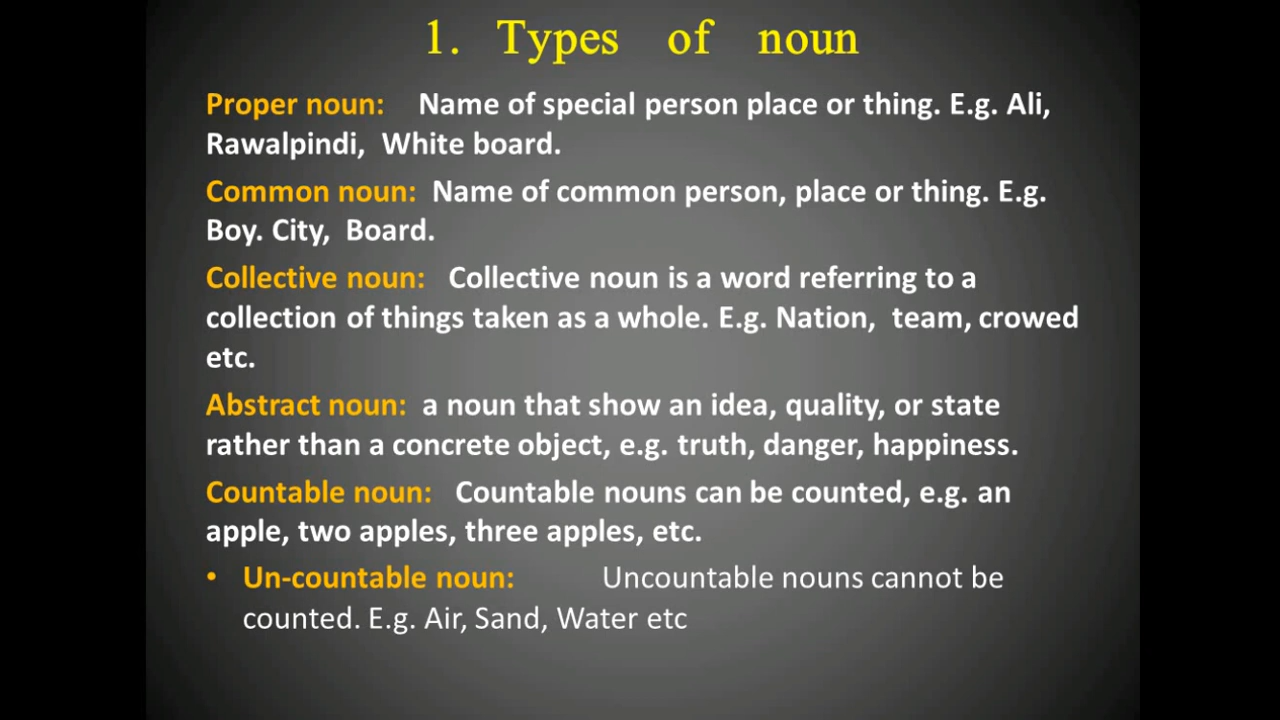 1. Types of noun
Proper noun: Name of special person place or thing. E.g. Ali,
Rawalpindi, White board.
Common noun: Name of common person, place or thing. E.g.
Boy. City, Board.
Collective noun: Collective noun is a word referring to a
collection of things taken as a whole. E.g. Nation, team, crowed
etc.
Abstract noun: a noun that show an idea, quality, or state
rather than a concrete object, e.g. truth, danger, happiness.
Countable noun: Countable nouns can be counted, e.g. an
apple, two apples, three apples, etc.
• Un-countable noun: Uncountable nouns cannot be
counted. E.g. Air, Sand, Water etc